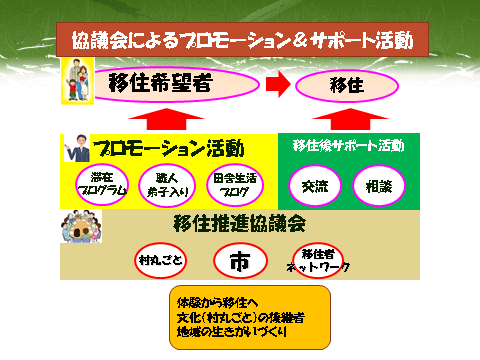 協議会によるプロモーション＆サポート活動
移住希望者
移住
プロモーション活動
移住後サポート活動
滞在
プログラム
職人
弟子入り
田舎生活
ブログ
交流
相談
移住推進協議会
村丸ごと
市
移住者
ネットワーク
体験から移住へ
文化（村丸ごと）の後継者
地域の生きがいづくり